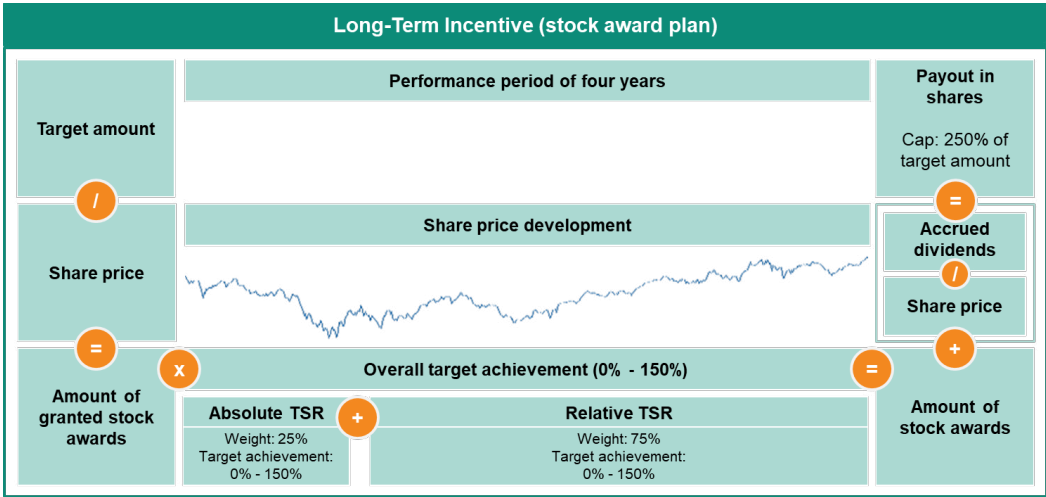 Long-Term Incentive (stock award plan)
Target amount
/
Share price
=
Amount of
granted stock
awards
Performance period of four years
Share price development
x
Overall target achievement (0% - 150%)
=
Absolute TSR
Weight: 25%
Target achievement:
0% - 150%
+
Relative TSR
Weight: 75%
Target achievement:
0% - 150%
Payout in
shares
Cap: 250% of
target amount
=
Accrued
dividends
/
Share price
+
Amount of
stock awards